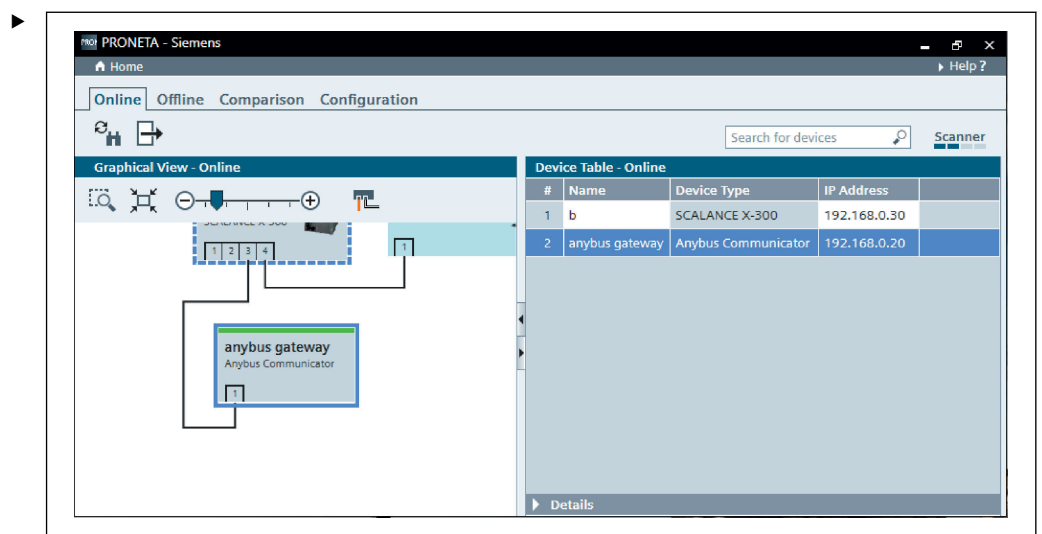 PRONETA - Siemens
Home
Help ?
Online Offline Comparison Configuration
Search for devices
Scanner
Graphical View - Online
Device Table - Online
# Name Device Type IP Address
1 b SCALANCE X-300 192.168.0.30
2 anybus gateway Anybus Communicator 192.168.0.20
SCALANCE X-300
1 2 3 4
1
anybus gateway
Anybus Communicator
1
Details